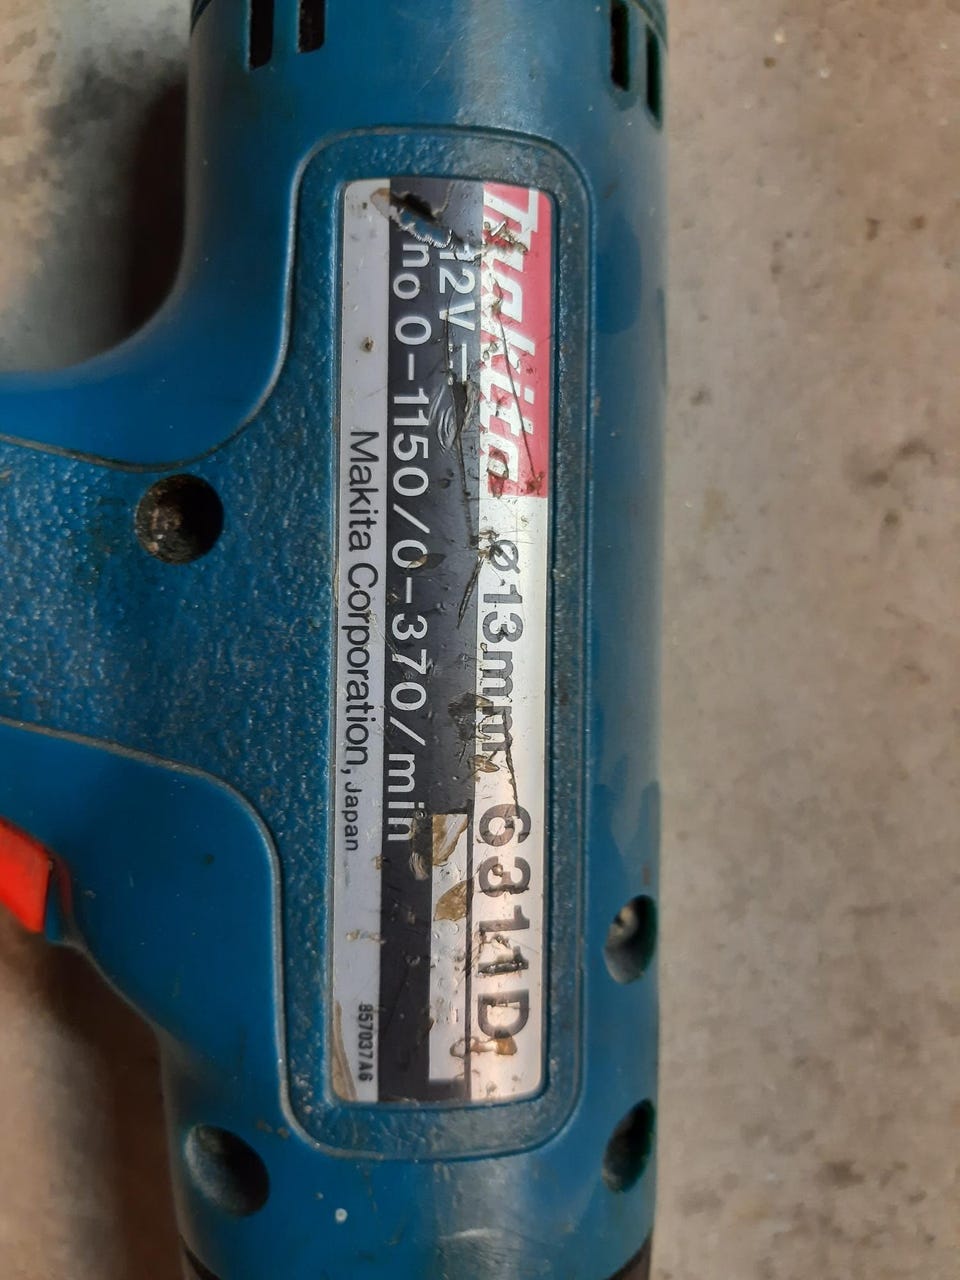 Makita ø13mm 6311D
12V⎓
no 0-1150/0-370/min
Makita Corporation, Japan
857037A6